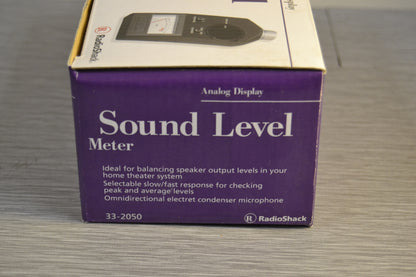 RadioShack
Analog Display
Sound Level
Meter
Ideal for balancing speaker output levels in your
home theater system
Selectable slow/fast response for checking
peak and average levels
Omnidirectional electret condenser microphone
33-2050
R RadioShack